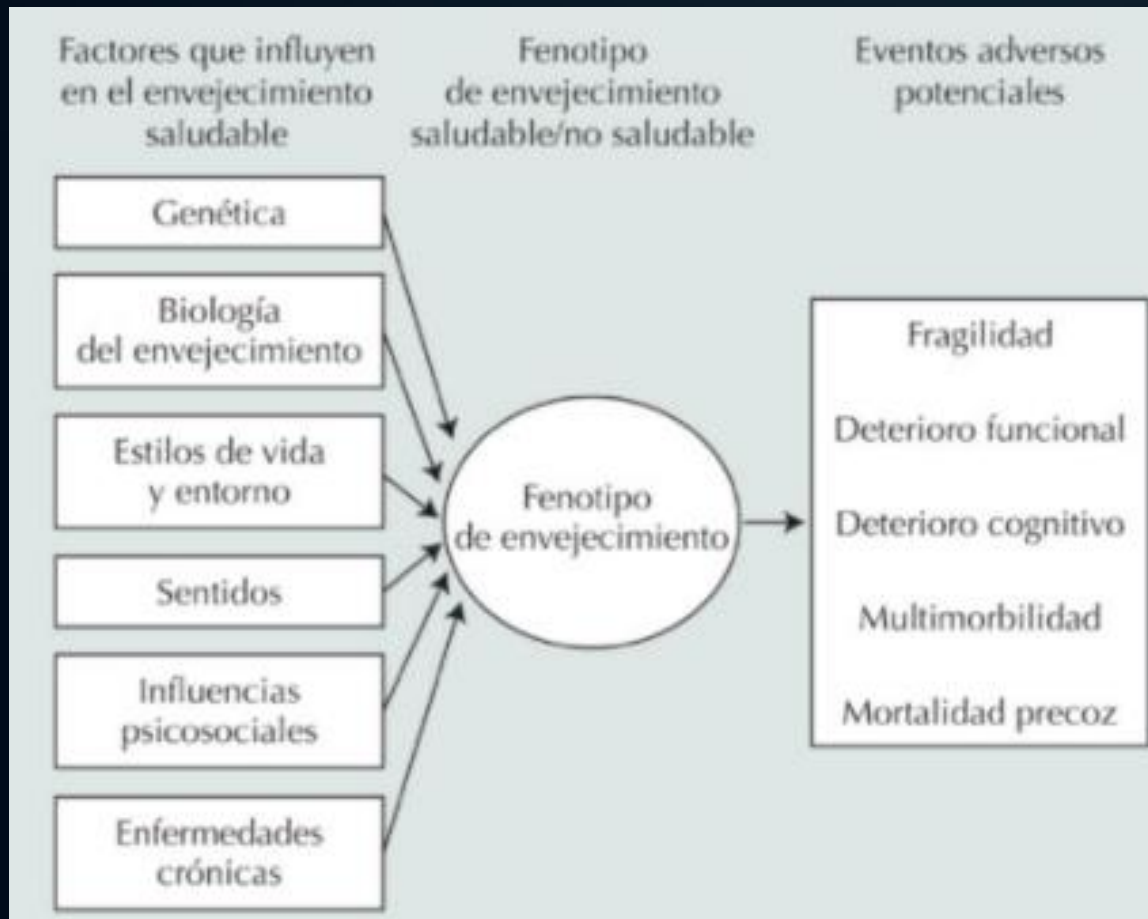 Factores que influyen
en el envejecimiento
saludable
Fenotipo
de envejecimiento
saludable/no saludable
Eventos adversos
potenciales
Genética
Biología
del envejecimiento
Estilos de vida
y entorno
Sentidos
Influencias
psicosociales
Enfermedades
crónicas
Fenotipo
de envejecimiento
Fragilidad
Deterioro funcional
Deterioro cognitivo
Multimorbilidad
Mortalidad precoz